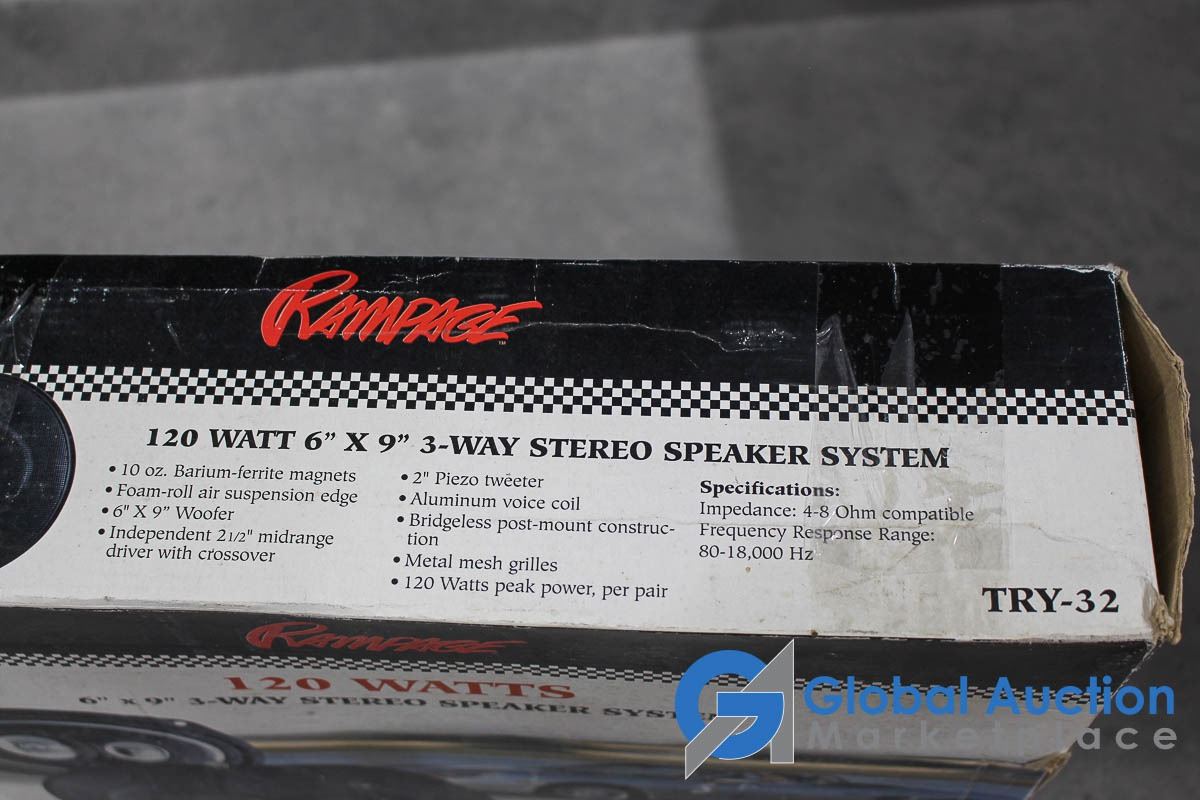 RAMPAGE™
120 WATT 6” X 9” 3-WAY STEREO SPEAKER SYSTEM
• 10 oz. Barium-ferrite magnets
• Foam-roll air suspension edge
• 6" X 9” Woofer
• Independent 2 1/2" midrange
driver with crossover
• 2" Piezo tweeter
• Aluminum voice coil
• Bridgeless post-mount construc-
tion
• Metal mesh grilles
• 120 Watts peak power, per pair
Specifications:
Impedance: 4-8 Ohm compatible
Frequency Response Range:
80-18,000 Hz
TRY-32
RAMPAGE
120 WATTS
6” x 9” 3-WAY STEREO SPEAKER
GA Global Auction
Marketplace